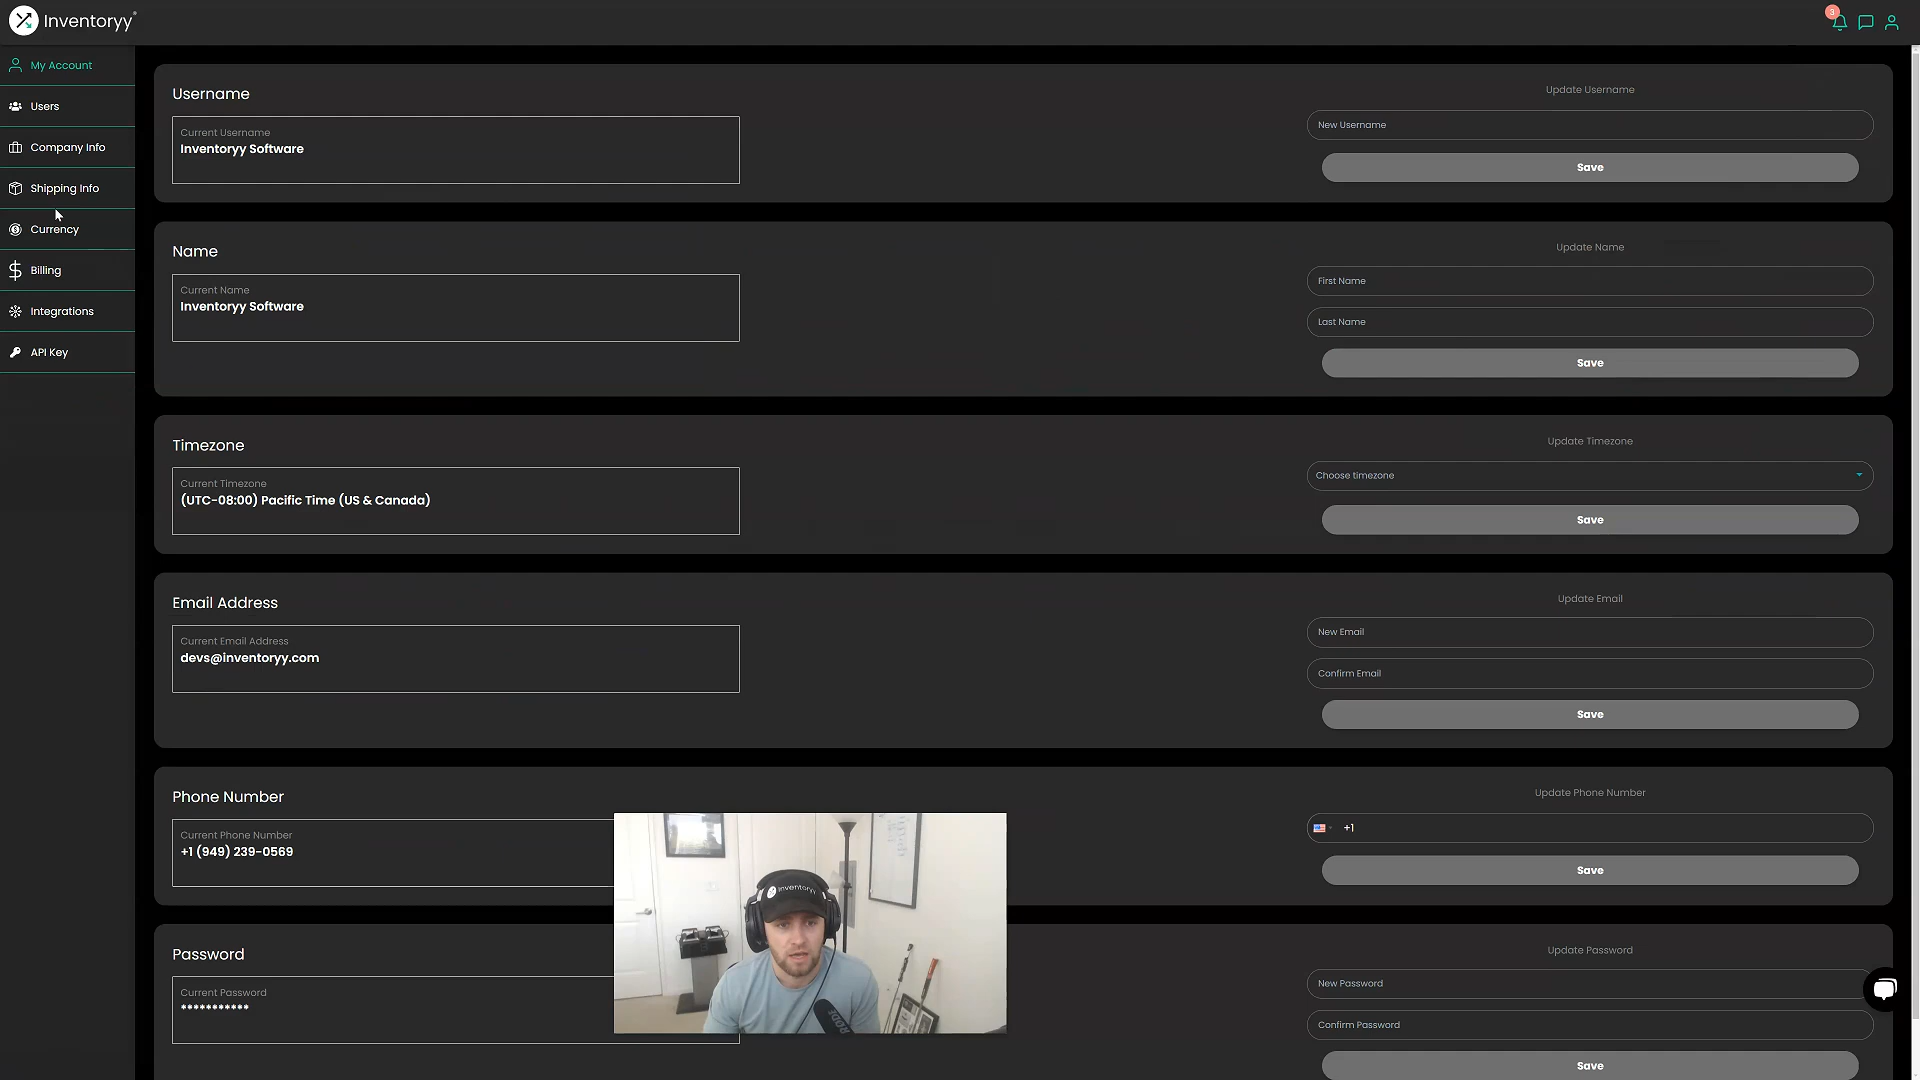 Inventoryy
3
My Account
Users
Company Info
Shipping Info
Currency
Billing
Integrations
API Key
Username
Current Username
Inventoryy Software
Update Username
New Username
Save
Name
Current Name
Inventoryy Software
Update Name
First Name
Last Name
Save
Timezone
Current Timezone
(UTC-08:00) Pacific Time (US & Canada)
Update Timezone
Choose timezone
Save
Email Address
Current Email Address
devs@inventoryy.com
Update Email
New Email
Confirm Email
Save
Phone Number
Current Phone Number
+1 (949) 239-0569
Update Phone Number
+1
Save
Password
Current Password
***********
Update Password
New Password
Confirm Password
Save
inventoryy
RODE